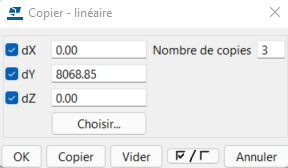 Copier - linéaire
dX 0.00 Nombre de copies 3
dY 8068.85
dZ 0.00
Choisir...
OK Copier Vider / Annuler